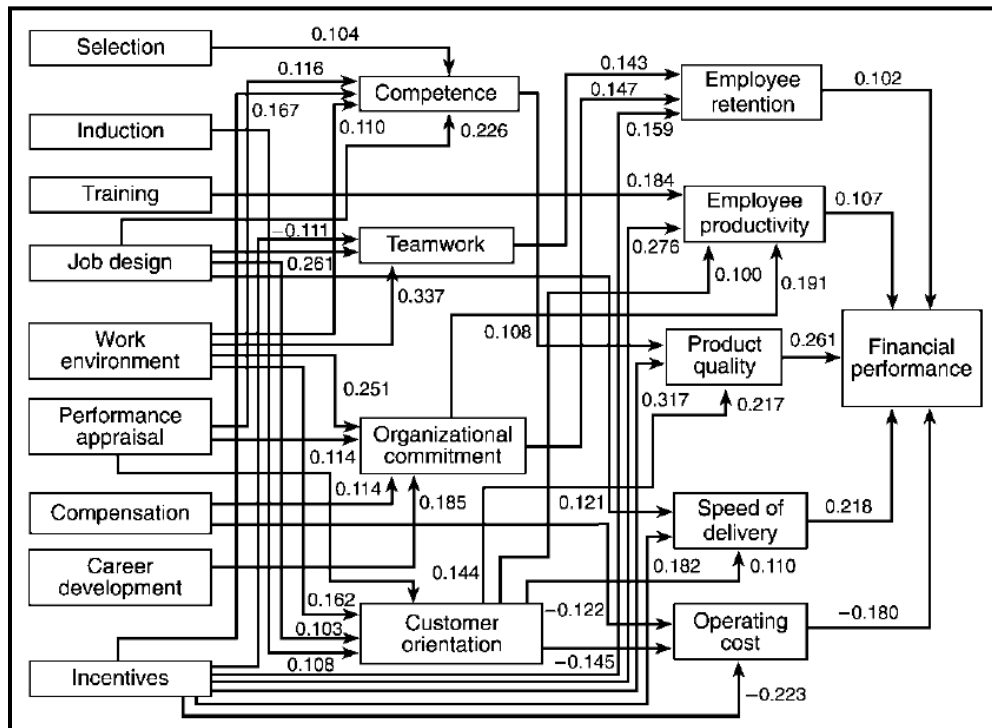 Selection
0.104
0.116
Competence
0.143
Employee
retention
0.102
0.147
Induction
0.167
0.110
0.226
0.159
Training
0.184
Employee
productivity
0.107
-0.111
Teamwork
0.276
Job design
0.261
0.100
0.191
0.337
Work
environment
0.108
Product
quality
0.261
Financial
performance
0.251
0.317
0.217
Performance
appraisal
Organizational
commitment
0.114
0.114
0.185
Compensation
0.121
Speed of
delivery
0.218
Career
development
0.144
0.182
0.110
0.162
Customer
orientation
-0.122
Operating
cost
-0.180
0.103
0.108
-0.145
Incentives
-0.223